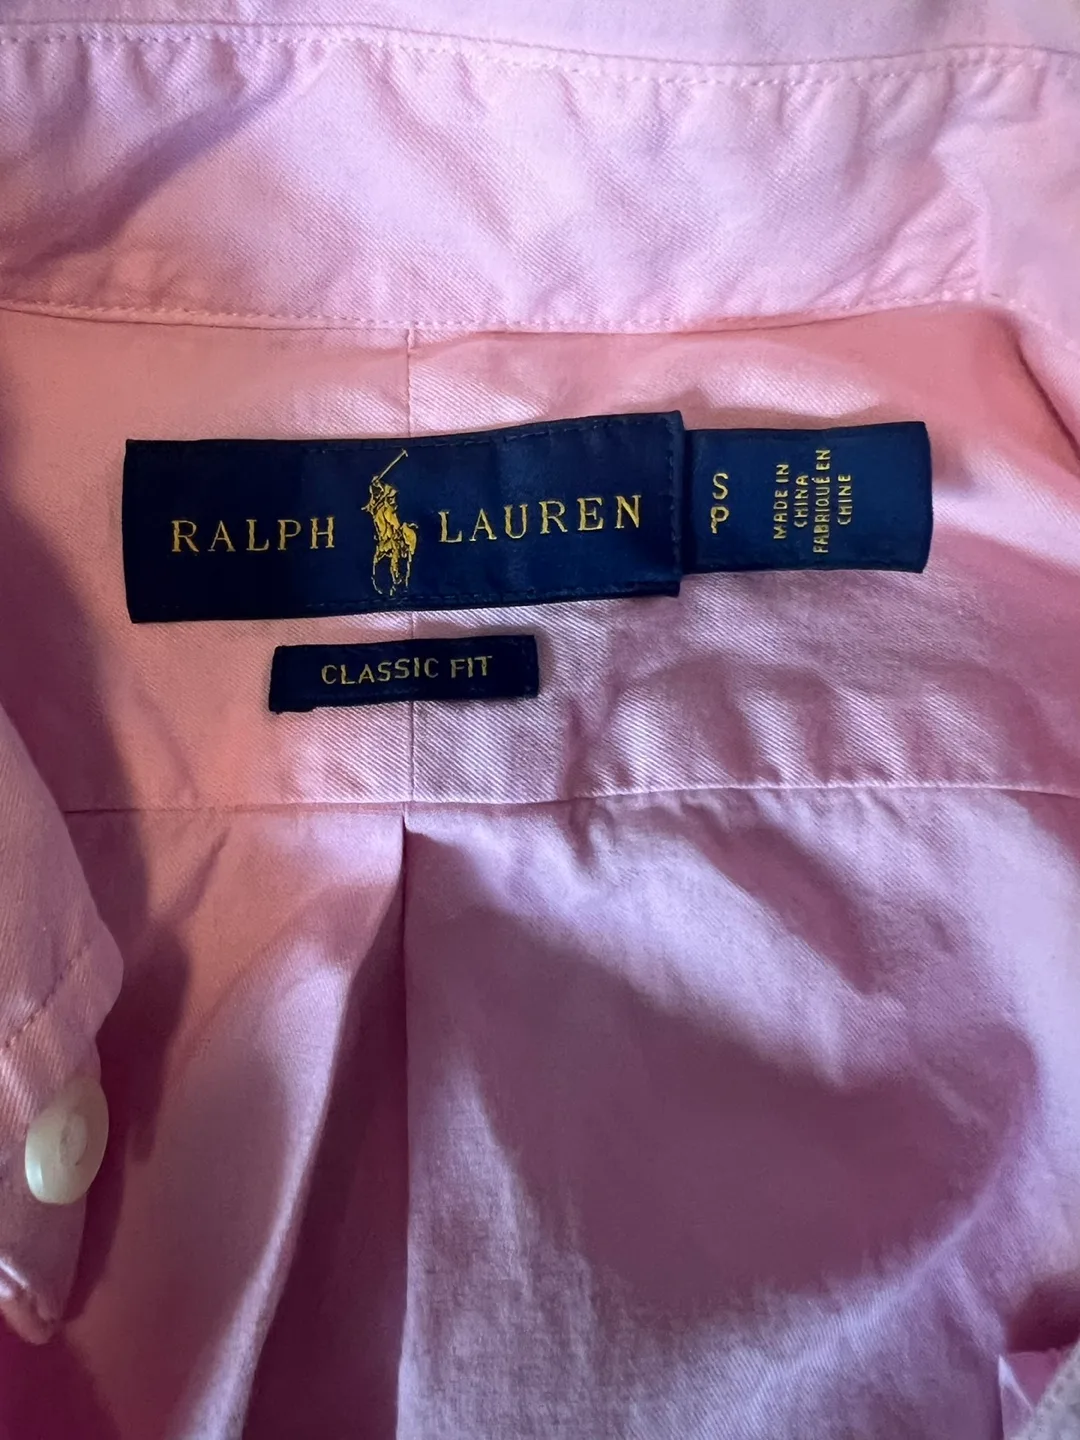 RALPH LAUREN
S
P
MADE IN
CHINA
FABRIQUÉ EN
CHINE
CLASSIC FIT